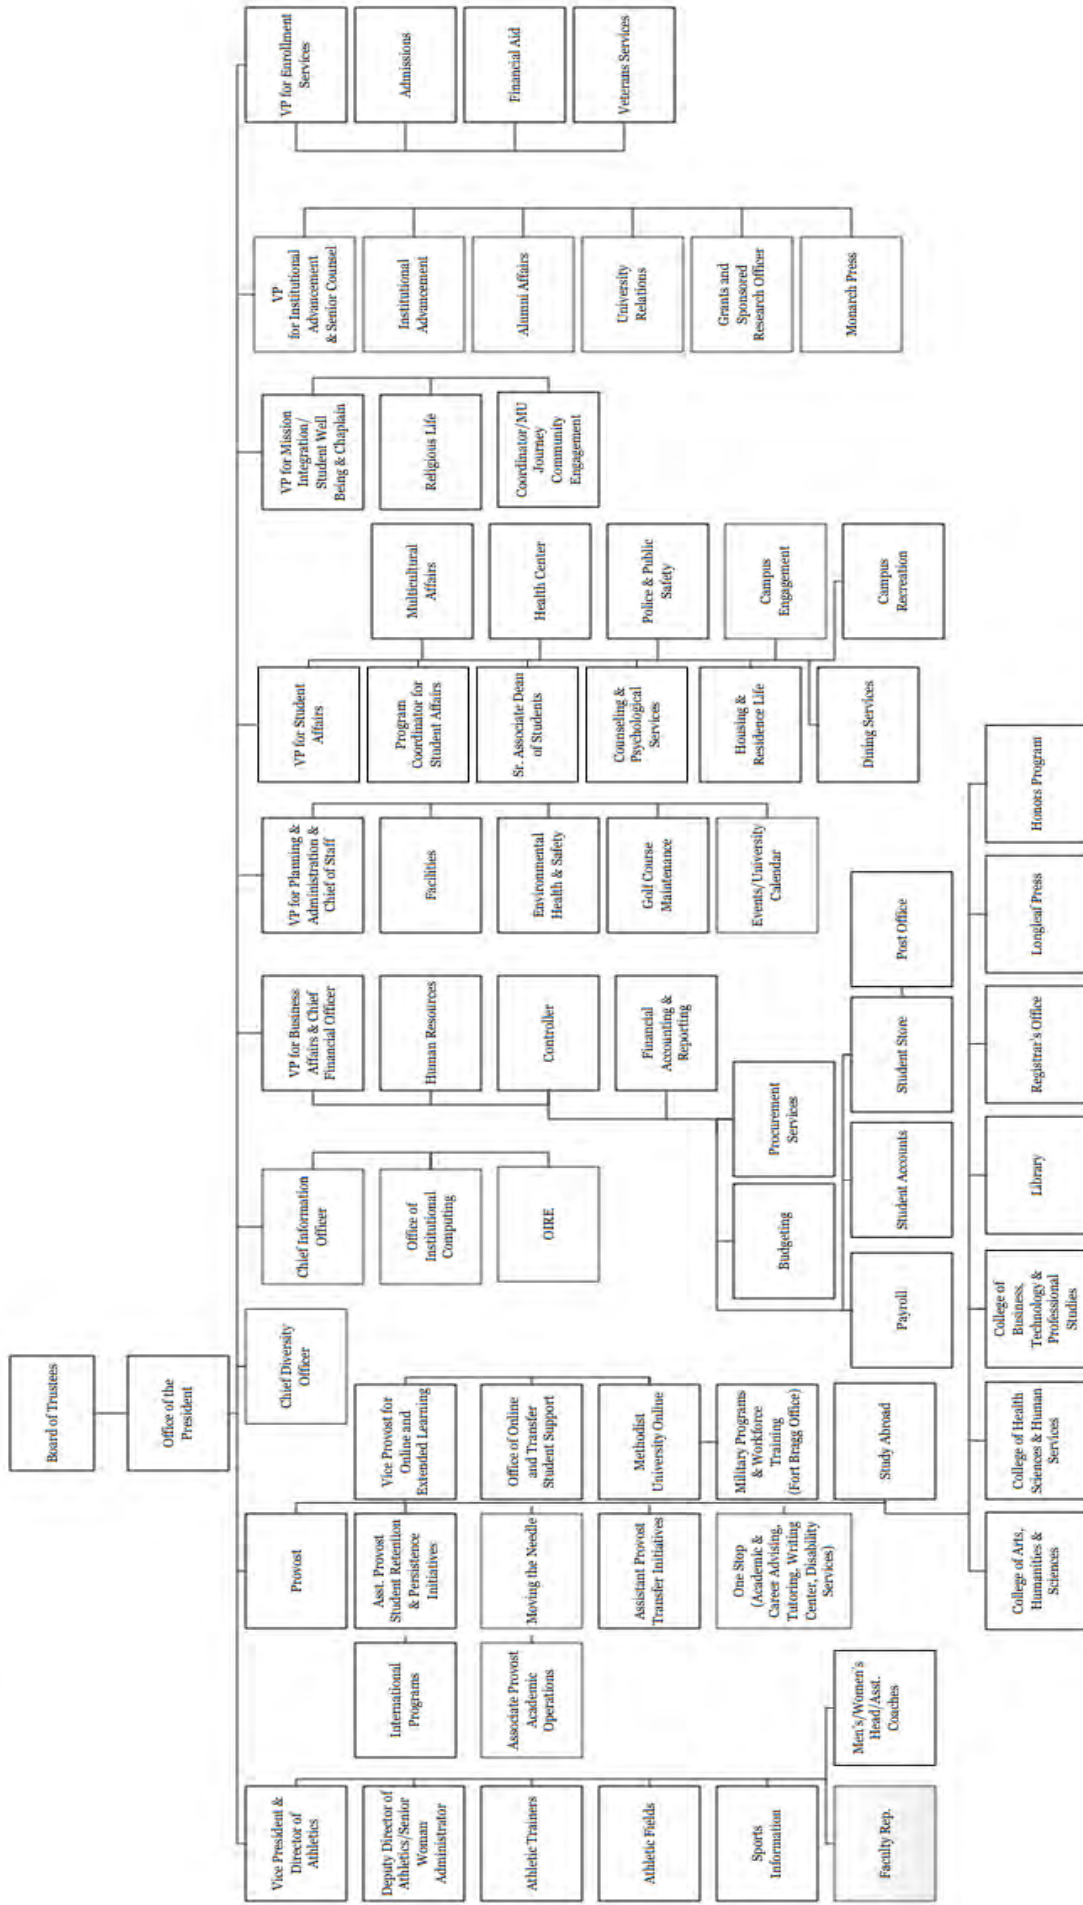 Board of Trustees
Office of the
President
Vice President &
Director of
Athletics
Deputy Director of
Athletics/Senior
Woman
Administrator
Athletic Trainers
Athletic Fields
Sports
Information
Faculty Rep.
Men's/Women's
Head/Asst.
Coaches
Provost
International
Programs
Asst. Provost
Student Retention
& Persistence
Initiatives
Vice Provost for
Online and
Extended Learning
Associate Provost
Academic
Operations
Moving the Needle
Office of Online
and Transfer
Student Support
Assistant Provost
Transfer Initiatives
Methodist
University Online
One Stop
(Academic &
Career Advising,
Tutoring, Writing
Center, Disability
Services)
Military Programs
& Workforce
Training
(Fort Bragg Office)
Study Abroad
College of Arts,
Humanities &
Sciences
College of Health
Sciences & Human
Services
College of
Business,
Technology &
Professional
Studies
Library
Registrar's Office
Longleaf Press
Honors Program
Chief Diversity
Officer
Chief Information
Officer
Office of
Institutional
Computing
OIRE
VP for Business
Affairs & Chief
Financial Officer
Human Resources
Controller
Financial
Accounting &
Reporting
Budgeting
Procurement
Services
Payroll
Student Accounts
Student Store
Post Office
VP for Planning &
Administration &
Chief of Staff
Facilities
Environmental
Health & Safety
Golf Course
Maintenance
Events/University
Calendar
VP for Student
Affairs
Program
Coordinator for
Student Affairs
Multicultural
Affairs
Sr. Associate Dean
of Students
Health Center
Counseling &
Psychological
Services
Police & Public
Safety
Housing &
Residence Life
Campus
Engagement
Dining Services
Campus
Recreation
VP for Mission
Integration/
Student Well
Being & Chaplain
Religious Life
Coordinator/MU
Journey
Community
Engagement
VP
for Institutional
Advancement
& Senior Counsel
Institutional
Advancement
Alumni Affairs
University
Relations
Grants and
Sponsored
Research Officer
Monarch Press
VP for Enrollment
Services
Admissions
Financial Aid
Veterans Services